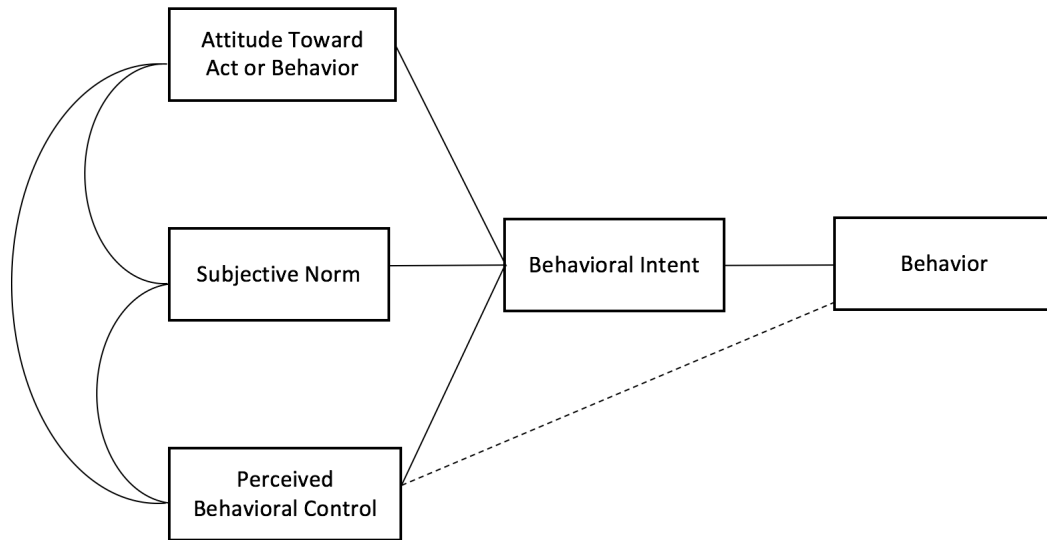 Attitude Toward
Act or Behavior
Subjective Norm
Behavioral Intent
Behavior
Perceived
Behavioral Control